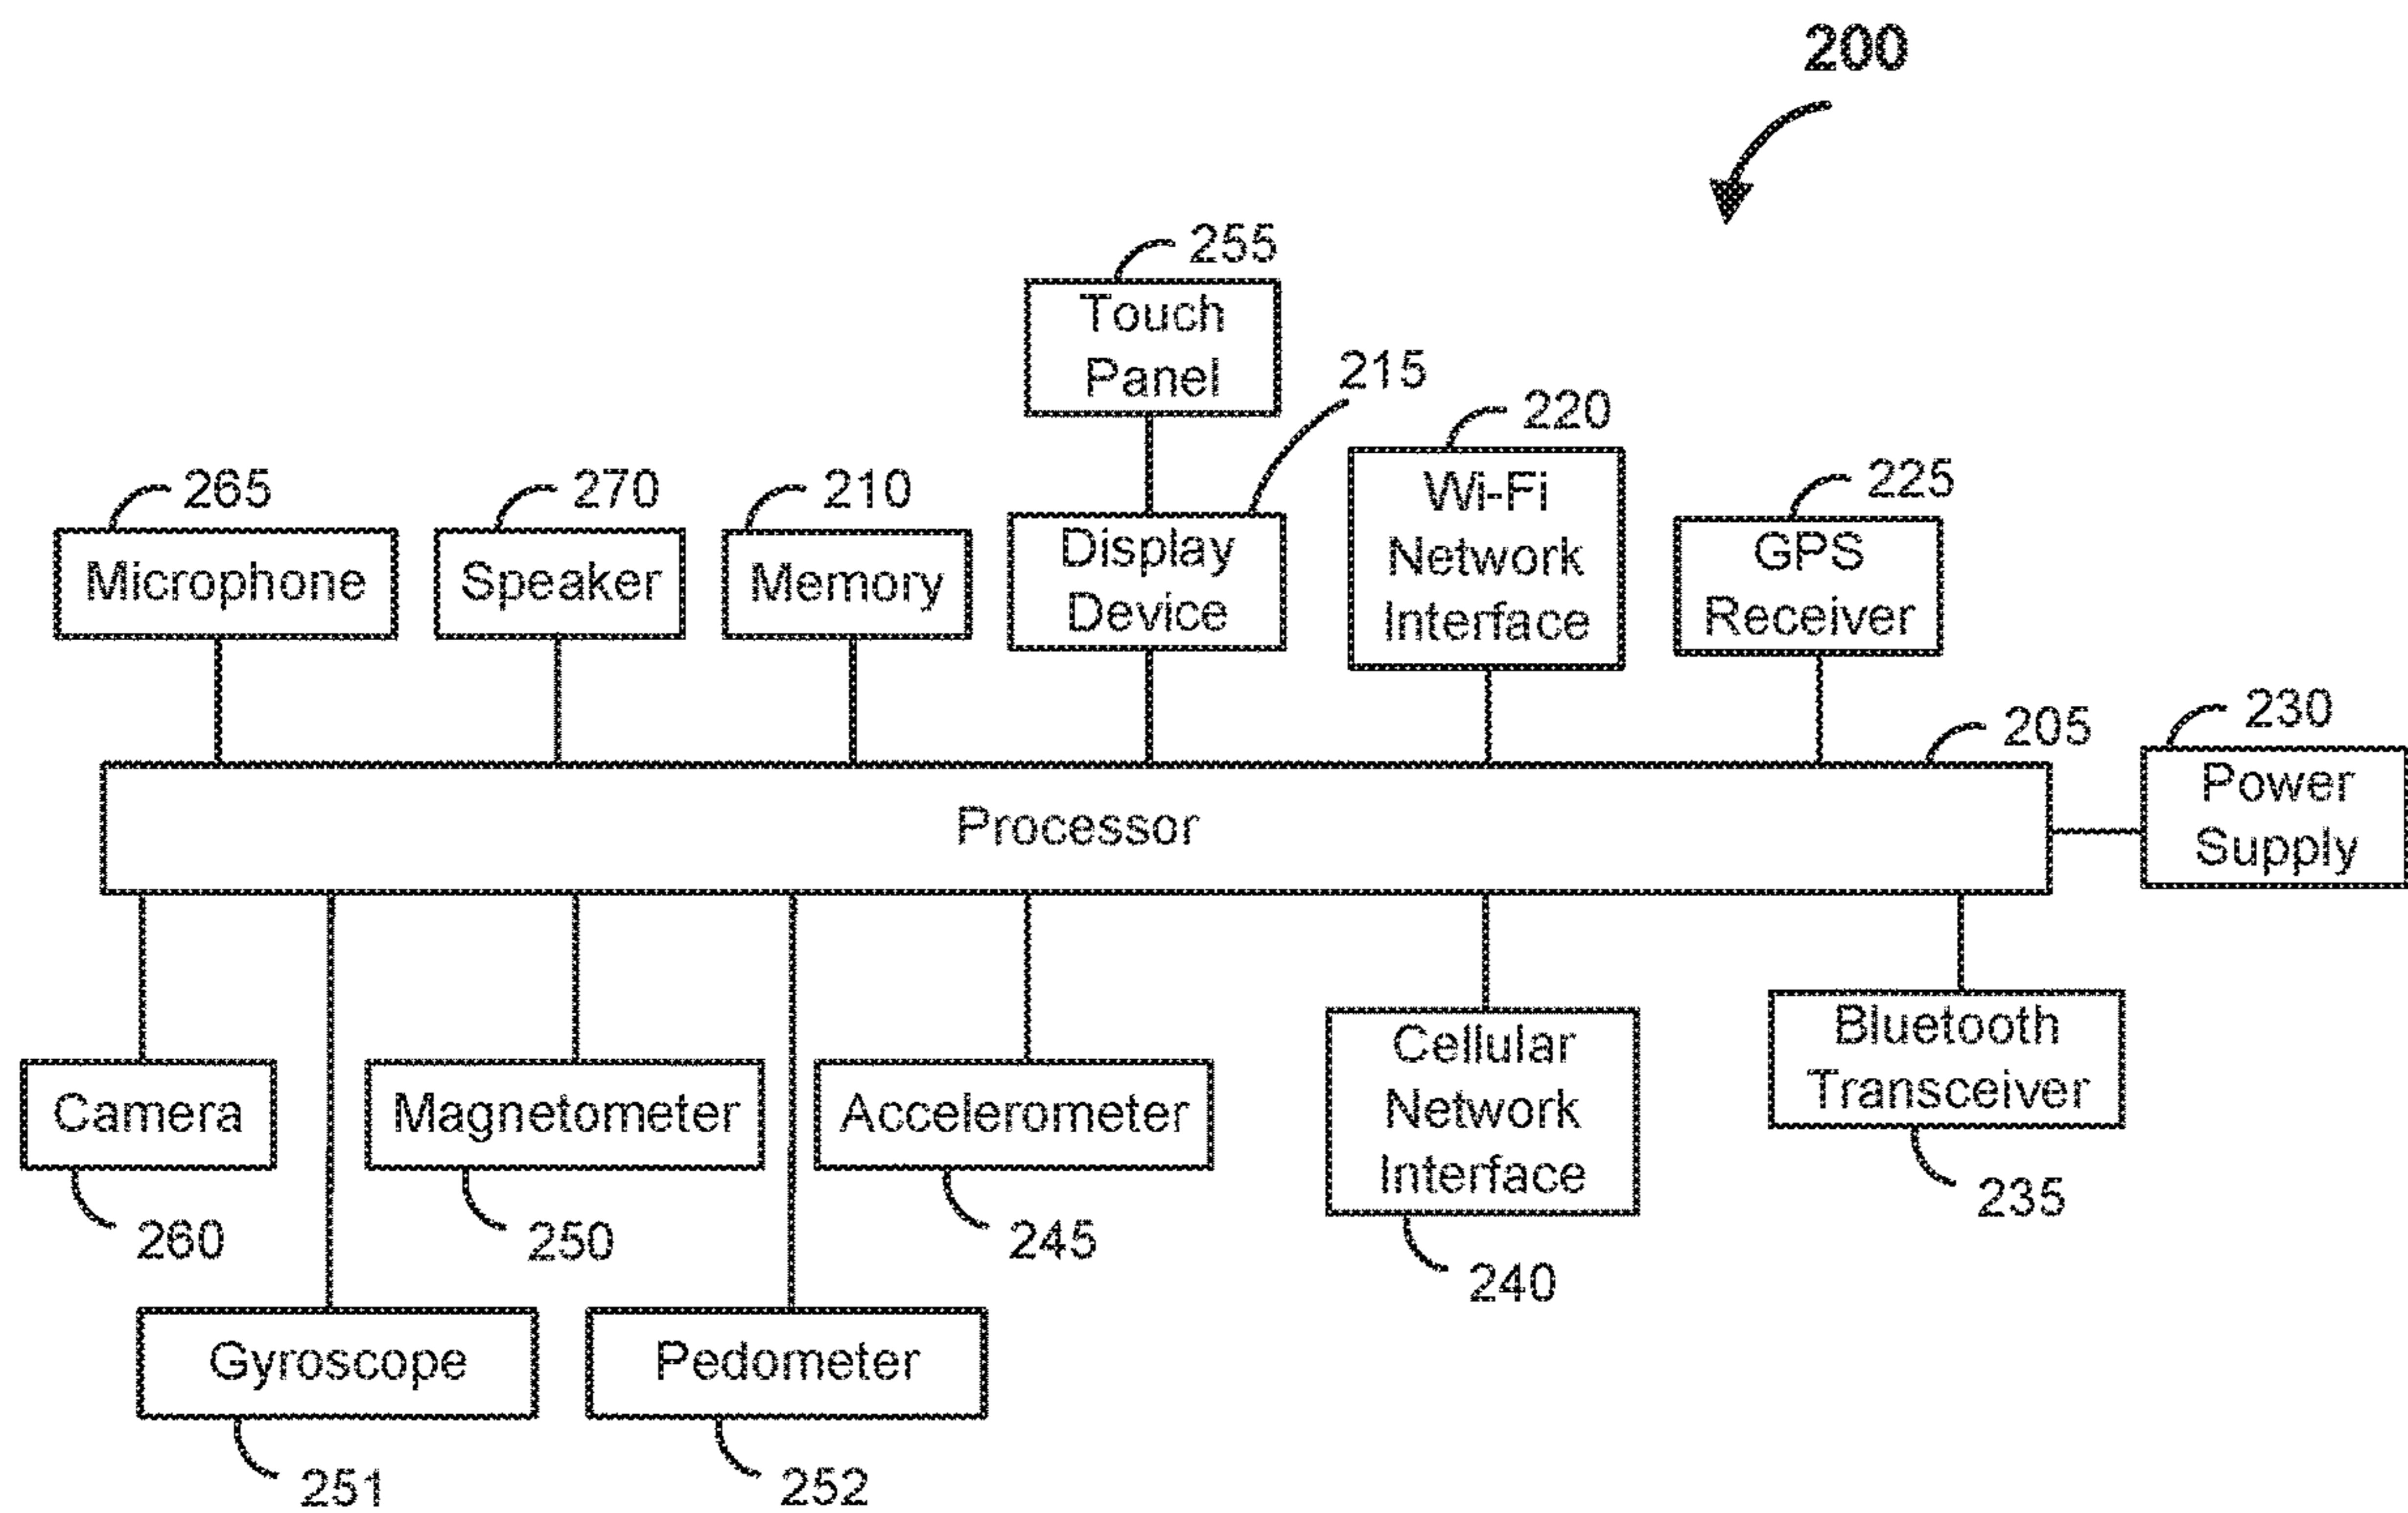 200
255
Touch
Panel
215
220
Wi-Fi
Network
Interface
225
GPS
Receiver
265
Microphone
270
Speaker
210
Memory
Display
Device
205
230
Power
Supply
Processor
Camera
260
Magnetometer
250
Accelerometer
245
Cellular
Network
Interface
240
Bluetooth
Transceiver
235
Gyroscope
251
Pedometer
252